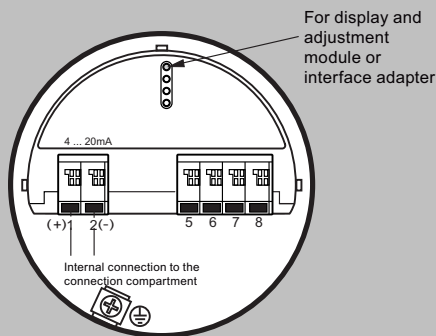 For display and
adjustment
module or
interface adapter
4 ... 20mA
(+)1 2(-) 5 6 7 8
Internal connection to the
connection compartment